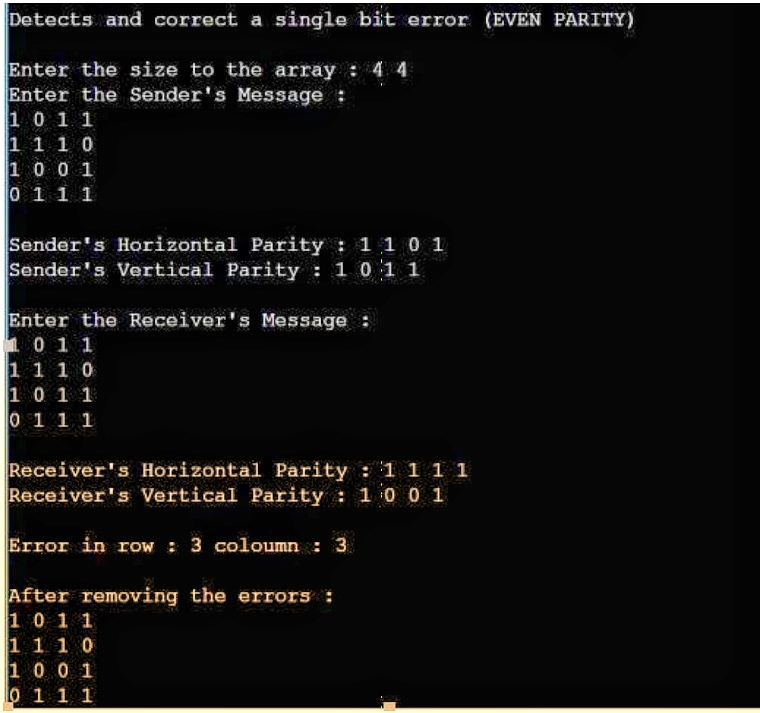 Detects and correct a single bit error (EVEN PARITY)
Enter the size to the array : 4 4
Enter the Sender's Message :
1 0 1 1
1 1 1 0
1 0 0 1
0 1 1 1
Sender's Horizontal Parity : 1 1 0 1
Sender's Vertical Parity : 1 0 1 1
Enter the Receiver's Message :
1 0 1 1
1 1 1 0
1 0 1 1
0 1 1 1
Receiver's Horizontal Parity : 1 1 1 1
Receiver's Vertical Parity : 1 0 0 1
Error in row : 3 coloumn : 3
After removing the errors :
1 0 1 1
1 1 1 0
1 0 0 1
0 1 1 1